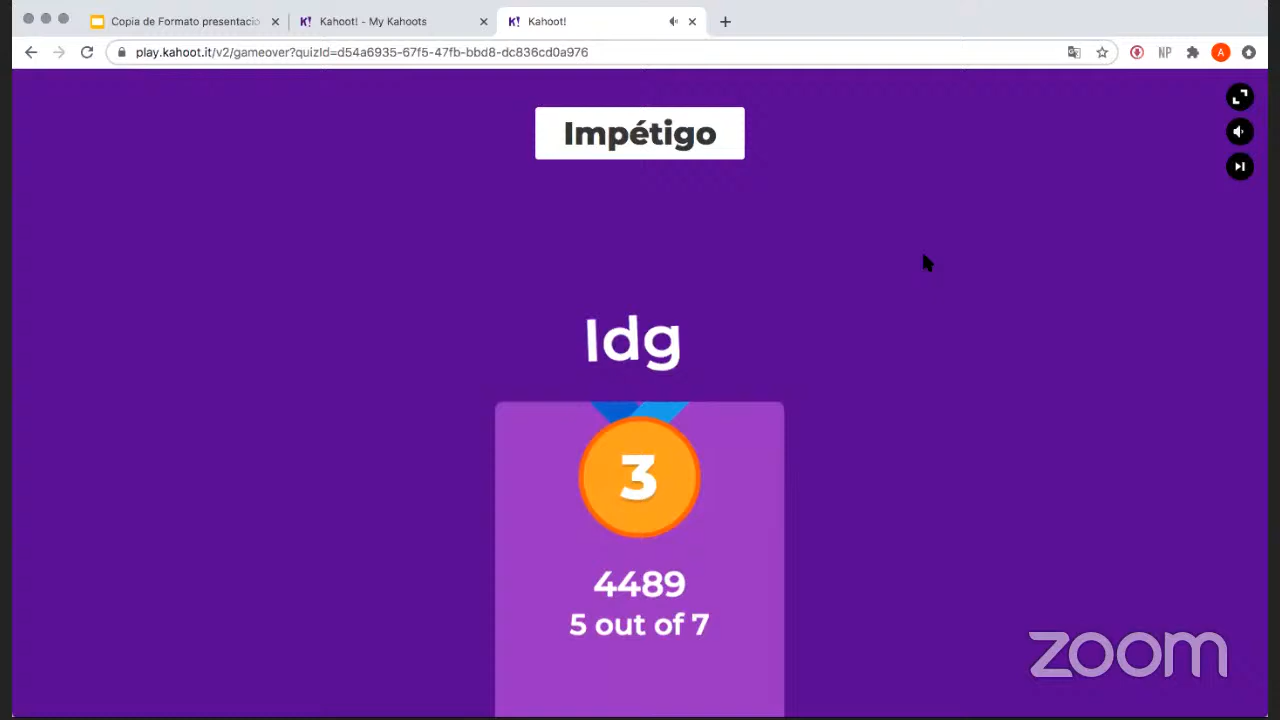 Copia de Formato presentacio
K! Kahoot! - My Kahoots
K! Kahoot!
play.kahoot.it/v2/gameover?quizId=d54a6935-67f5-47fb-bbd8-dc836cd0a976
NP
A
Impétigo
Idg
3
4489
5 out of 7
zoom